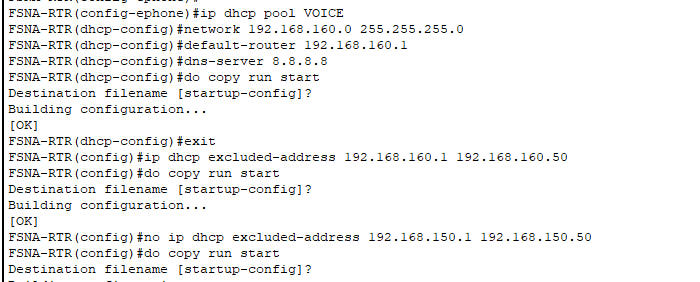 FSNA-RTR(config-ephone)#ip dhcp pool VOICE
FSNA-RTR(dhcp-config)#network 192.168.160.0 255.255.255.0
FSNA-RTR(dhcp-config)#default-router 192.168.160.1
FSNA-RTR(dhcp-config)#dns-server 8.8.8.8
FSNA-RTR(dhcp-config)#do copy run start
Destination filename [startup-config]?
Building configuration...
[OK]
FSNA-RTR(dhcp-config)#exit
FSNA-RTR(config)#ip dhcp excluded-address 192.168.160.1 192.168.160.50
FSNA-RTR(config)#do copy run start
Destination filename [startup-config]?
Building configuration...
[OK]
FSNA-RTR(config)#no ip dhcp excluded-address 192.168.150.1 192.168.150.50
FSNA-RTR(config)#do copy run start
Destination filename [startup-config]?